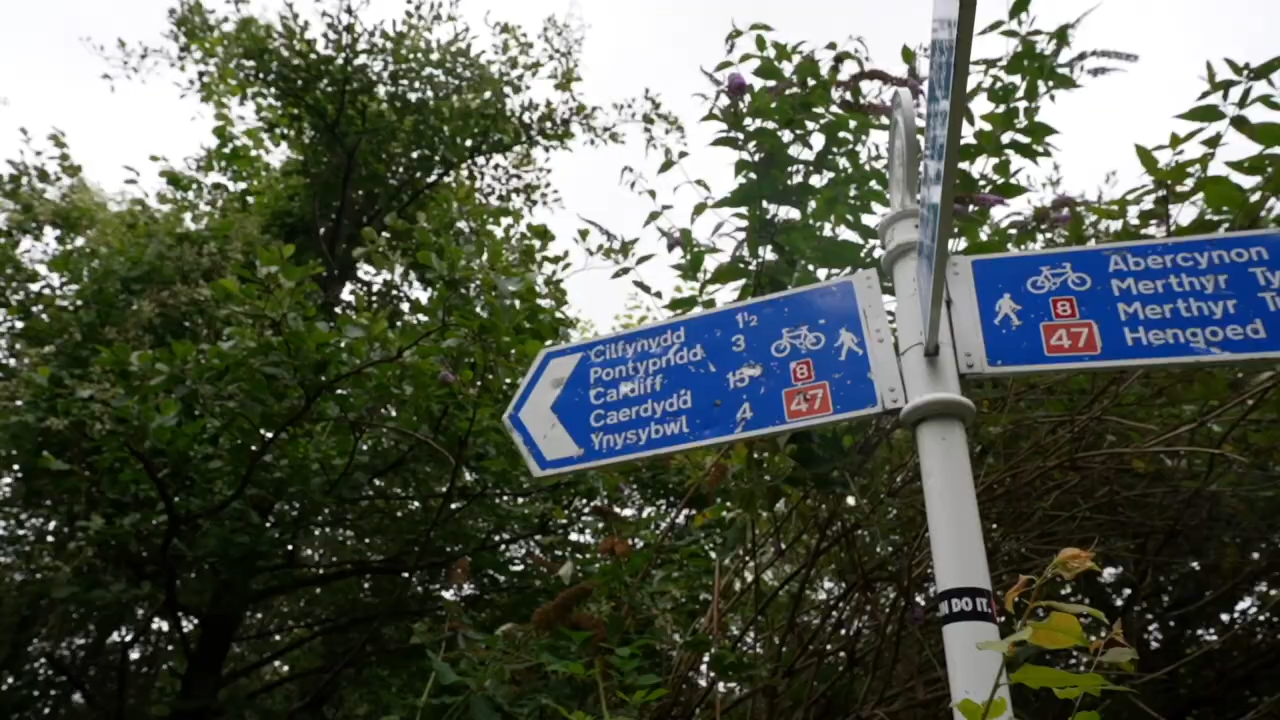 Cilfynydd 1½
Pontypridd 3
Cardiff
Caerdydd 15
Ynysybwl 4
8
47
Abercynon
Merthyr Ty
Merthyr T
Hengoed
8
47
DO IT.